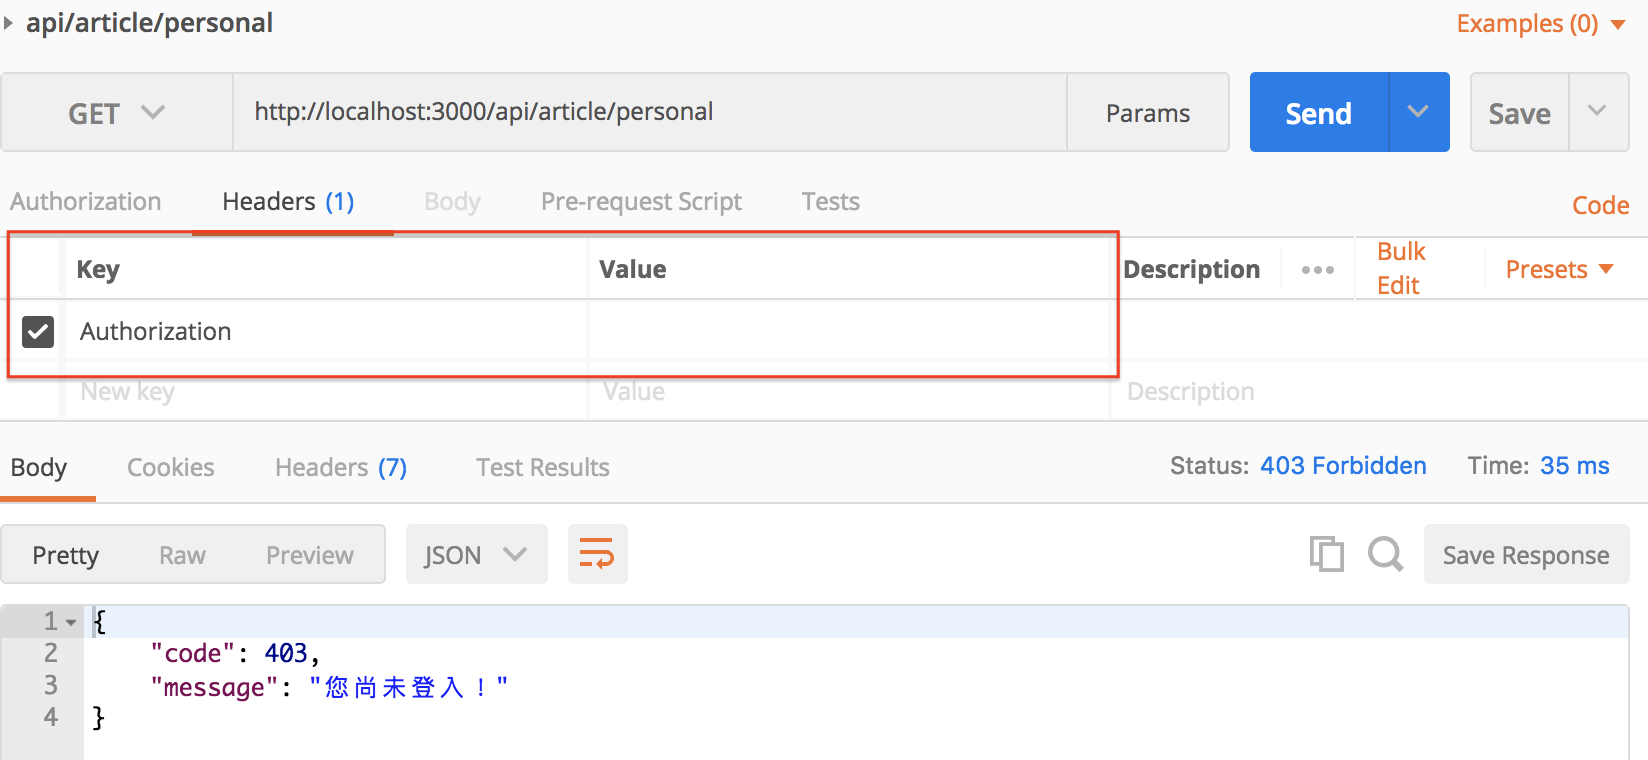 api/article/personal
Examples (0)
GET
http://localhost:3000/api/article/personal
Params
Send
Save
Authorization
Headers (1)
Body
Pre-request Script
Tests
Code
Key
Value
Description
Bulk Edit
Presets
Authorization
New key
Value
Description
Body
Cookies
Headers (7)
Test Results
Status: 403 Forbidden
Time: 35 ms
Pretty
Raw
Preview
JSON
Save Response
1 {
2 "code": 403,
3 "message": "您尚未登入！"
4 }